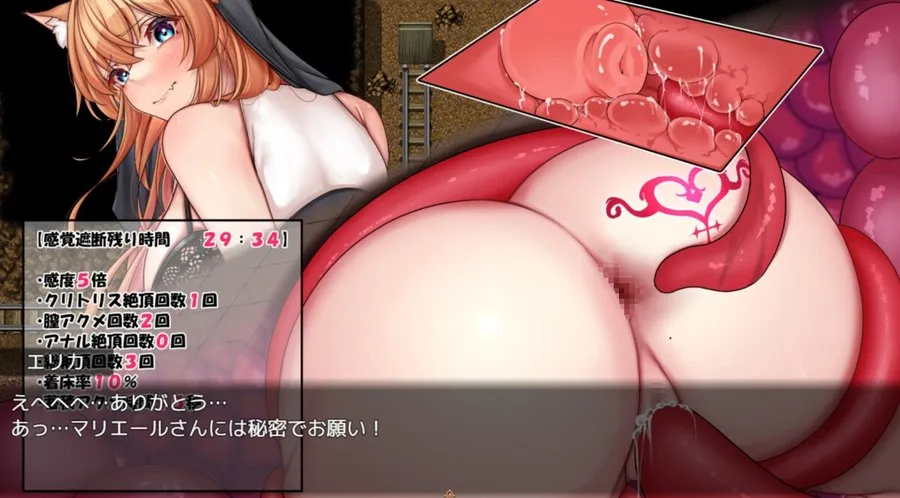 【感覚遮断残り時間 29:34】
・感度5倍
・クリトリス絶頂回数1回
・膣アクメ回数2回
・アナル絶頂回数0回
絶頂回数3回
・着床率10%
エリカ
えへへへ…ありがとう…
あっ…マリエールさんには秘密でお願い！